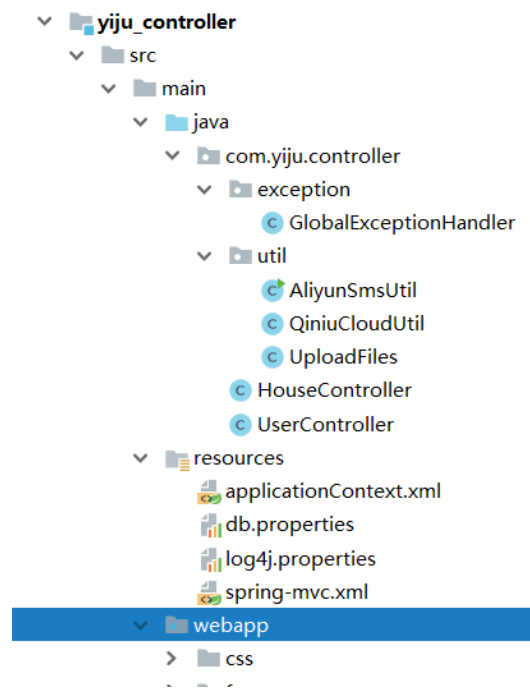 yiju_controller
src
main
java
com.yiju.controller
exception
GlobalExceptionHandler
util
AliyunSmsUtil
QiniuCloudUtil
UploadFiles
HouseController
UserController
resources
applicationContext.xml
db.properties
log4j.properties
spring-mvc.xml
webapp
css